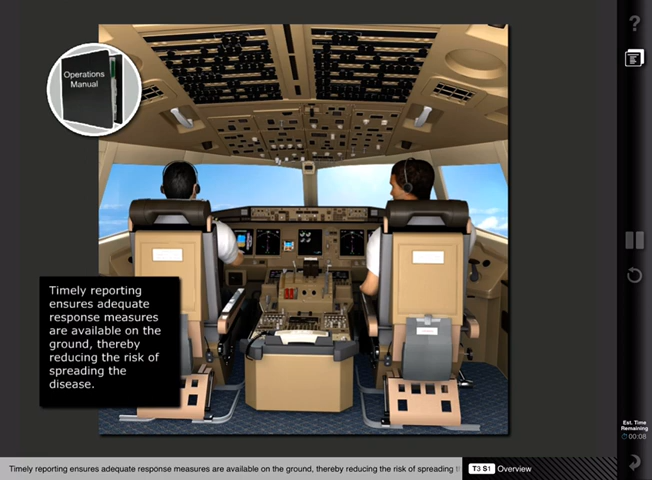 Operations
Manual
Timely reporting
ensures adequate
response measures
are available on the
ground, thereby
reducing the risk of
spreading the
disease.
?
Est. Time
Remaining
00:08
Timely reporting ensures adequate response measures are available on the ground, thereby reducing the risk of spreading
T3 S1 Overview